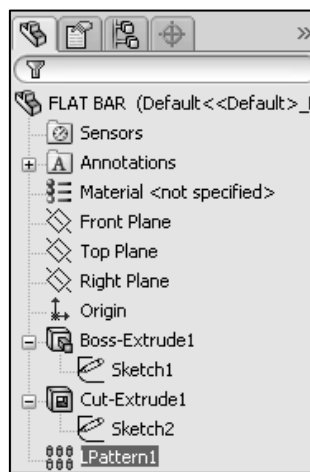 FLAT BAR (Default<<Default>_
Sensors
A Annotations
Material <not specified>
Front Plane
Top Plane
Right Plane
Origin
Boss-Extrude1
Sketch1
Cut-Extrude1
Sketch2
LPattern1